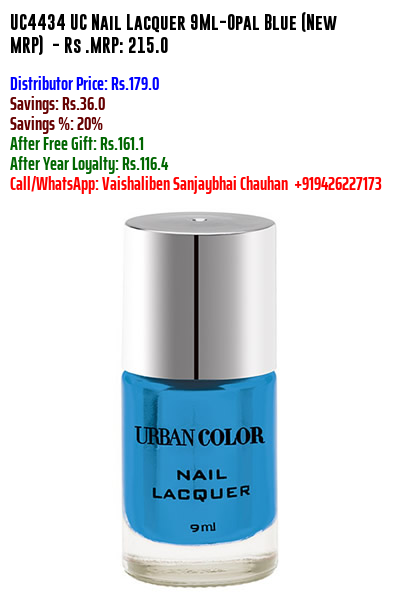 UC4434 UC Nail Lacquer 9Ml-Opal Blue (New
MRP) - Rs .MRP: 215.0
Distributor Price: Rs.179.0
Savings: Rs.36.0
Savings %: 20%
After Free Gift: Rs.161.1
After Year Loyalty: Rs.116.4
Call/WhatsApp: Vaishaliben Sanjaybhai Chauhan +919426227173
URBAN COLOR
NAIL
LACQUER
9ml